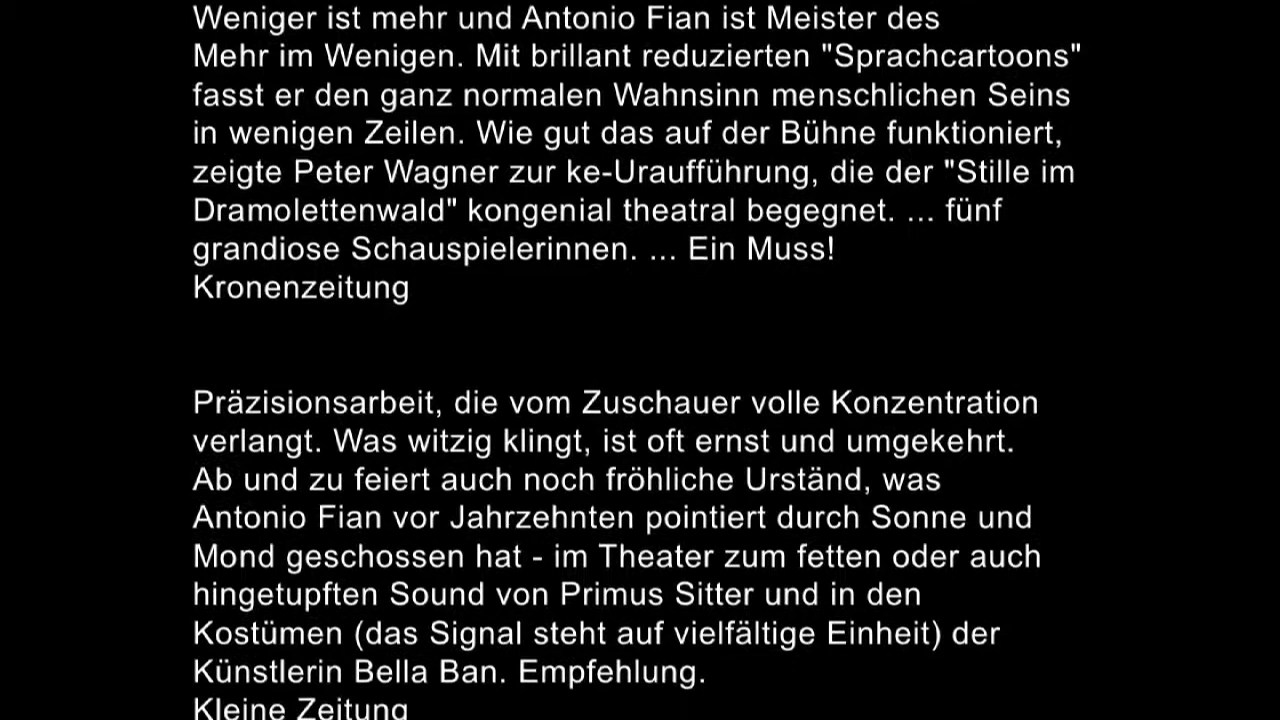 Weniger ist mehr und Antonio Fian ist Meister des
Mehr im Wenigen. Mit brillant reduzierten "Sprachcartoons"
fasst er den ganz normalen Wahnsinn menschlichen Seins
in wenigen Zeilen. Wie gut das auf der Bühne funktioniert,
zeigte Peter Wagner zur ke-Uraufführung, die der "Stille im
Dramolettenwald" kongenial theatral begegnet. ... fünf
grandiose Schauspielerinnen. ... Ein Muss!
Kronenzeitung
Präzisionsarbeit, die vom Zuschauer volle Konzentration
verlangt. Was witzig klingt, ist oft ernst und umgekehrt.
Ab und zu feiert auch noch fröhliche Urständ, was
Antonio Fian vor Jahrzehnten pointiert durch Sonne und
Mond geschossen hat - im Theater zum fetten oder auch
hingetupften Sound von Primus Sitter und in den
Kostümen (das Signal steht auf vielfältige Einheit) der
Künstlerin Bella Ban. Empfehlung.
Kleine Zeitung